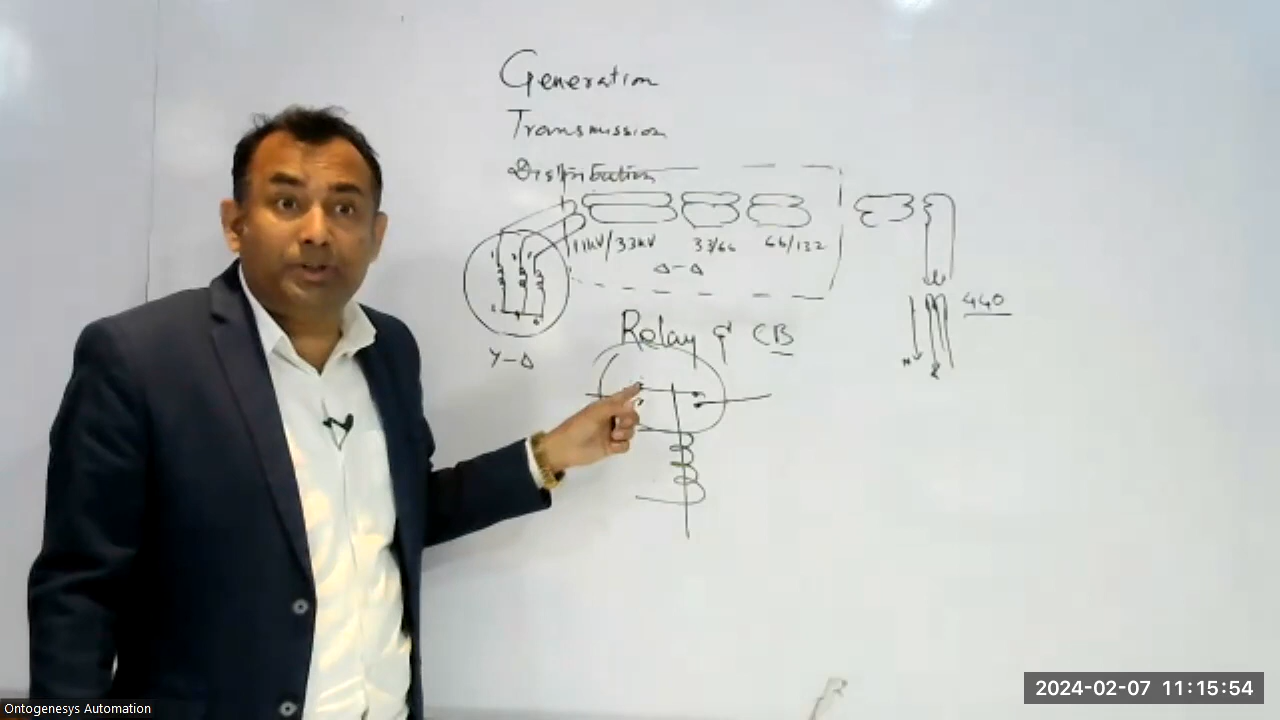 Generation
Transmission
Distribution
11kV/33kV 33/66 66/132
Δ-Δ
440
Relay & CB
Y-Δ
N R
2024-02-07 11:15:54
Ontogenesys Automation